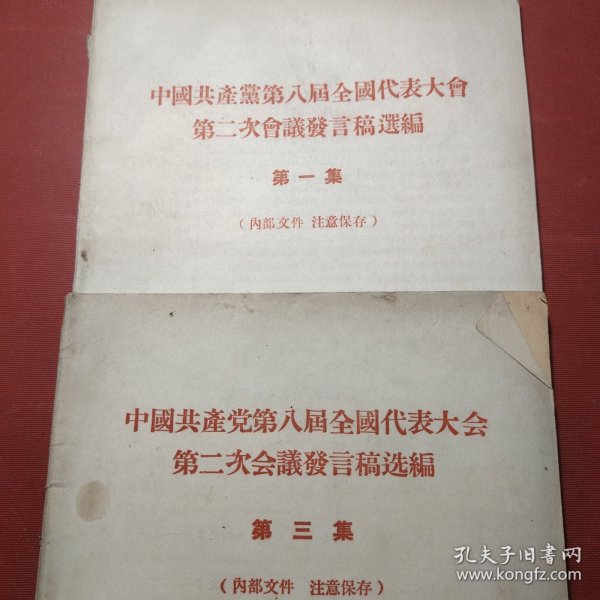 中國共產黨第八屆全國代表大會
第二次會議發言稿選編
第一集
（內部文件 注意保存）
中國共產党第八屆全國代表大会
第二次会議發言稿选編
第三集
（內部文件 注意保存）
孔夫子旧书网
www.kongfz.com